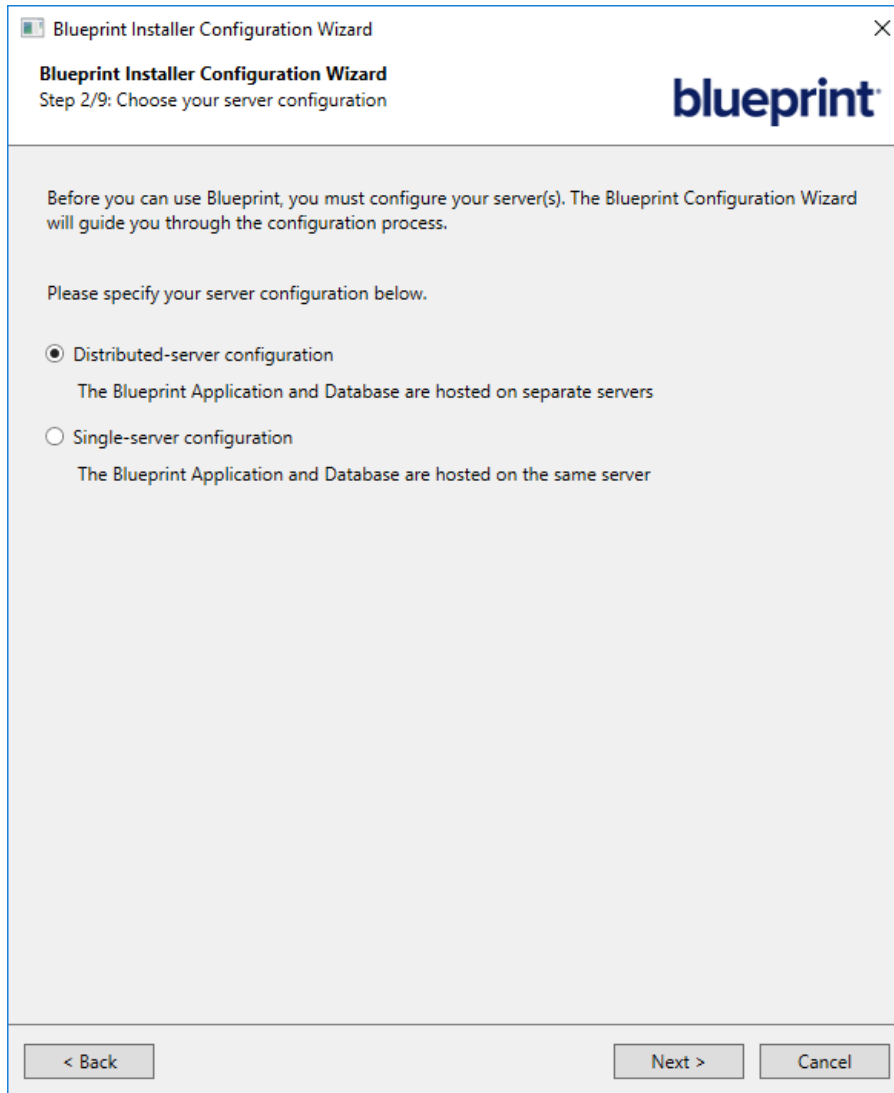 Blueprint Installer Configuration Wizard
Blueprint Installer Configuration Wizard
Step 2/9: Choose your server configuration
blueprint
Before you can use Blueprint, you must configure your server(s). The Blueprint Configuration Wizard
will guide you through the configuration process.
Please specify your server configuration below.
Distributed-server configuration
The Blueprint Application and Database are hosted on separate servers
Single-server configuration
The Blueprint Application and Database are hosted on the same server
< Back
Next >
Cancel